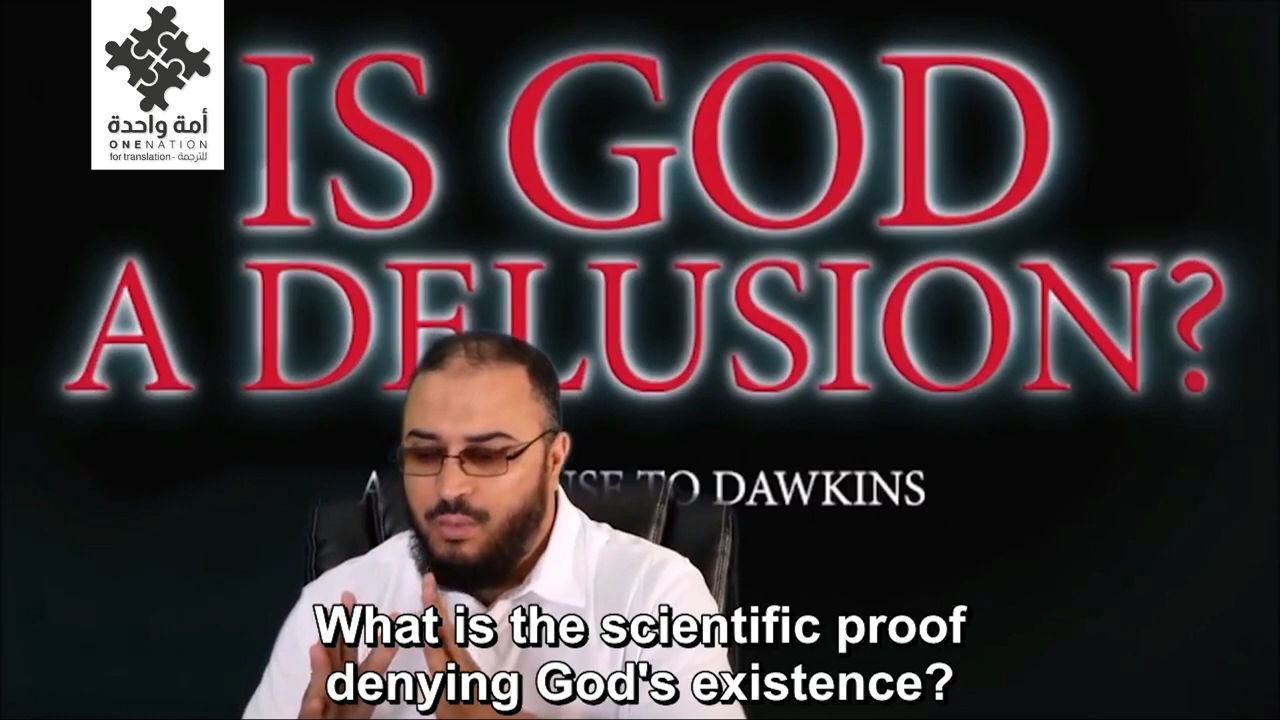 أمة واحدة
ONENATION
for translation - للترجمة
IS GOD
A DELUSION?
TO DAWKINS
What is the scientific proof
denying God's existence?